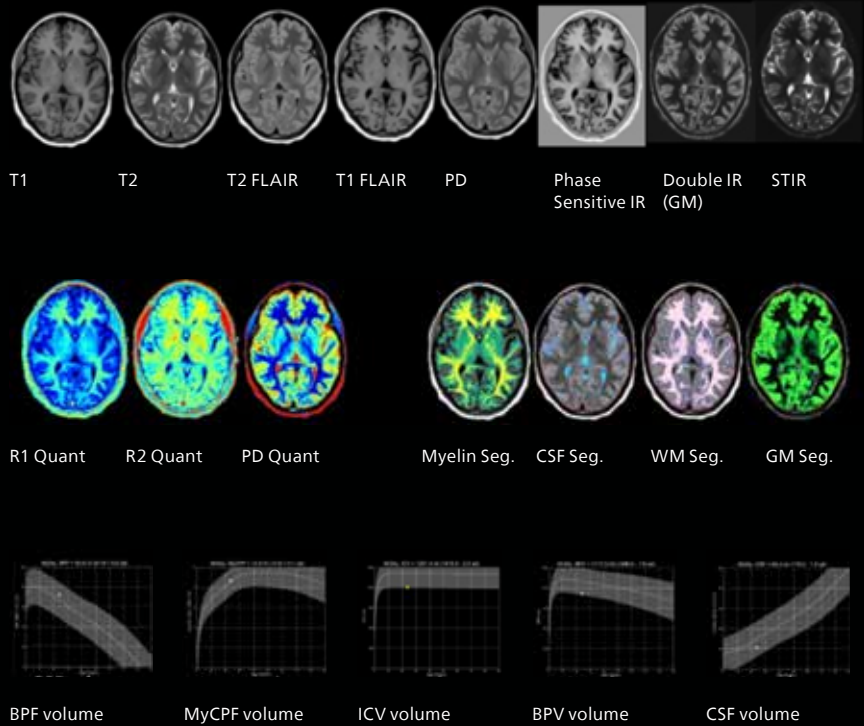 T1
T2
T2 FLAIR
T1 FLAIR
PD
Phase
Sensitive IR
Double IR
(GM)
STIR
R1 Quant
R2 Quant
PD Quant
Myelin Seg.
CSF Seg.
WM Seg.
GM Seg.
BPF volume
MyCPF volume
ICV volume
BPV volume
CSF volume